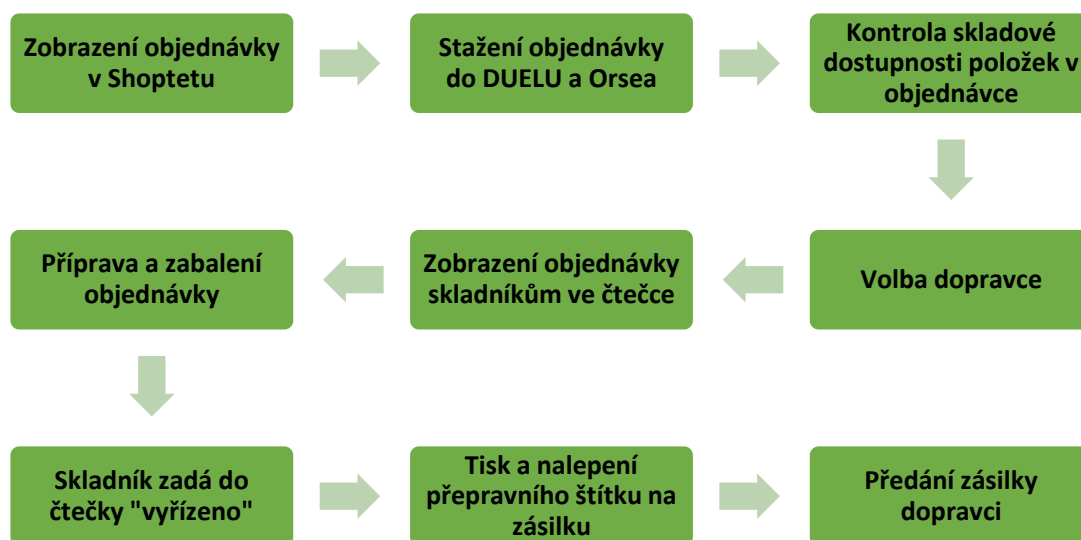 Zobrazení objednávky
v Shoptetu
Stažení objednávky
do DUELU a Orsea
Kontrola skladové
dostupnosti položek v
objednávce
Volba dopravce
Zobrazení objednávky
skladníkům ve čtečce
Příprava a zabalení
objednávky
Skladník zadá do
čtečky "vyřízeno"
Tisk a nalepení
přepravního štítku na
zásilku
Předání zásilky
dopravci